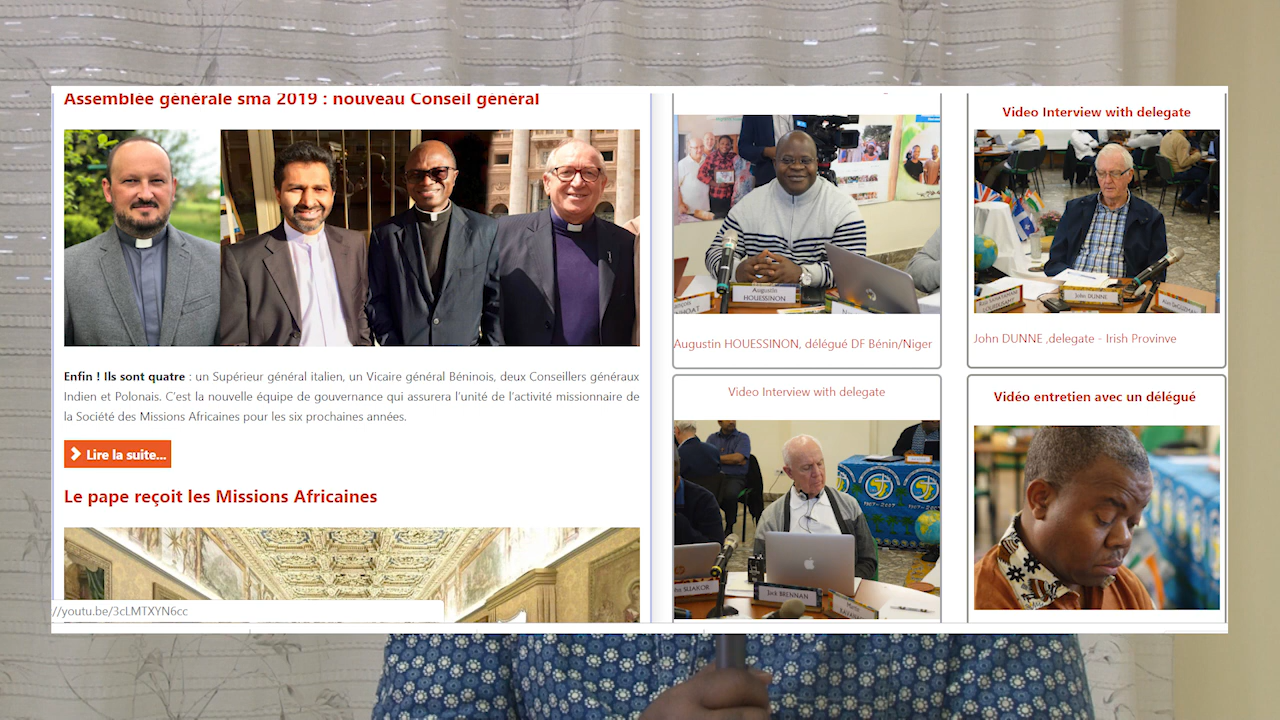 Assemblée générale sma 2019 : nouveau Conseil général
Enfin ! Ils sont quatre : un Supérieur général italien, un Vicaire général Béninois, deux Conseillers généraux
Indien et Polonais. C’est la nouvelle équipe de gouvernance qui assurera l’unité de l’activité missionnaire de
la Société des Missions Africaines pour les six prochaines années.
Lire la suite...
Le pape reçoit les Missions Africaines
//youtu.be/3cLMTXYN6cc
Augustin
HOUESSINON
Augustin HOUESSINON, délégué DF Bénin/Niger
Video Interview with delegate
1907-2007
Jack BRENNAN
Video Interview with delegate
John DUNNE
John DUNNE ,delegate - Irish Provinve
Vidéo entretien avec un délégué